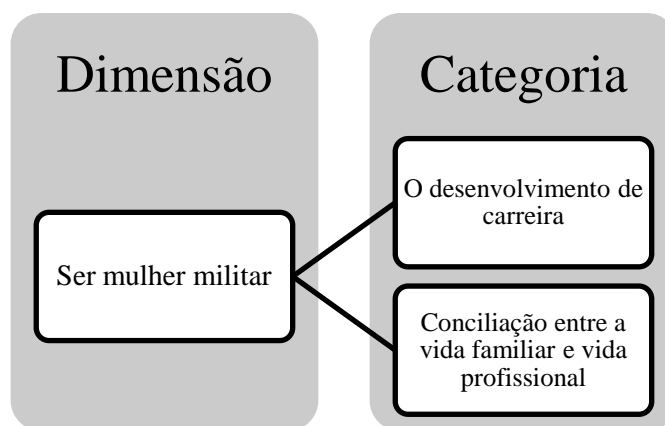 Dimensão
Categoria
Ser mulher militar
O desenvolvimento de
carreira
Conciliação entre a
vida familiar e vida
profissional